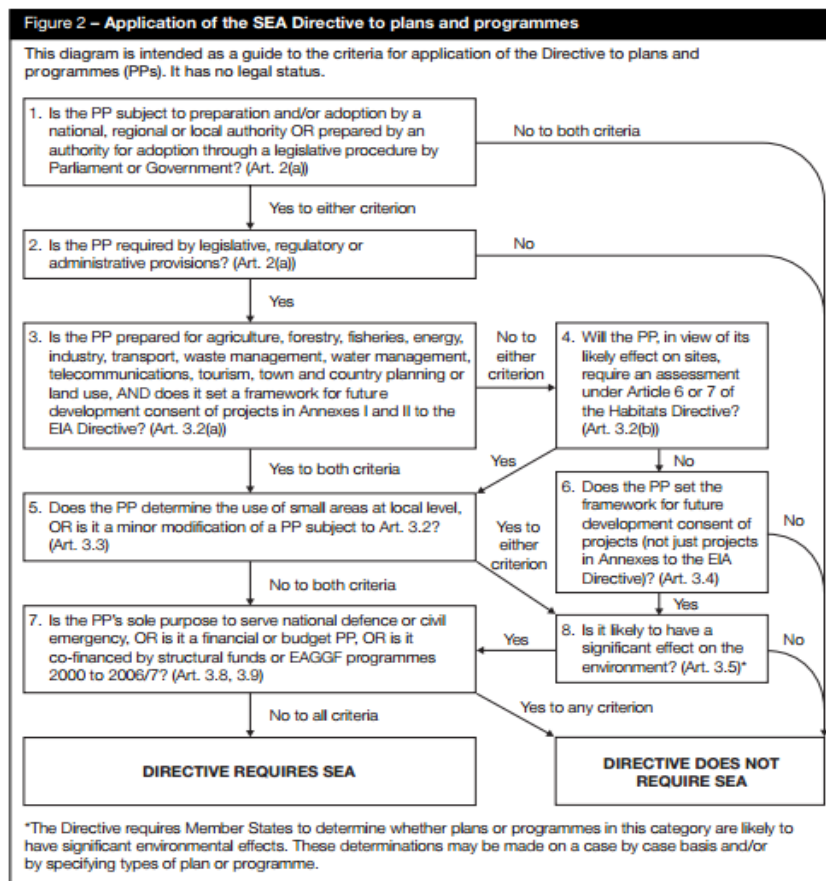 Figure 2 – Application of the SEA Directive to plans and programmes
This diagram is intended as a guide to the criteria for application of the Directive to plans and
programmes (PPs). It has no legal status.
1. Is the PP subject to preparation and/or adoption by a
national, regional or local authority OR prepared by an
authority for adoption through a legislative procedure by
Parliament or Government? (Art. 2(a))
No to both criteria
Yes to either criterion
2. Is the PP required by legislative, regulatory or
administrative provisions? (Art. 2(a))
No
Yes
3. Is the PP prepared for agriculture, forestry, fisheries, energy,
industry, transport, waste management, water management,
telecommunications, tourism, town and country planning or
land use, AND does it set a framework for future
development consent of projects in Annexes I and II to the
EIA Directive? (Art. 3.2(a))
No to
either
criterion
4. Will the PP, in view of its
likely effect on sites,
require an assessment
under Article 6 or 7 of
the Habitats Directive?
(Art. 3.2(b))
Yes to both criteria
Yes
No
5. Does the PP determine the use of small areas at local level,
OR is it a minor modification of a PP subject to Art. 3.2?
(Art. 3.3)
Yes to
either
criterion
6. Does the PP set the
framework for future
development consent of
projects (not just projects
in Annexes to the EIA
Directive)? (Art. 3.4)
No
No to both criteria
Yes
7. Is the PP's sole purpose to serve national defence or civil
emergency, OR is it a financial or budget PP, OR is it
co-financed by structural funds or EAGGF programmes
2000 to 2006/7? (Art. 3.8, 3.9)
Yes
8. Is it likely to have a
significant effect on the
environment? (Art. 3.5)*
No
No to all criteria
Yes to any criterion
DIRECTIVE REQUIRES SEA
DIRECTIVE DOES NOT
REQUIRE SEA
*The Directive requires Member States to determine whether plans or programmes in this category are likely to
have significant environmental effects. These determinations may be made on a case by case basis and/or
by specifying types of plan or programme.